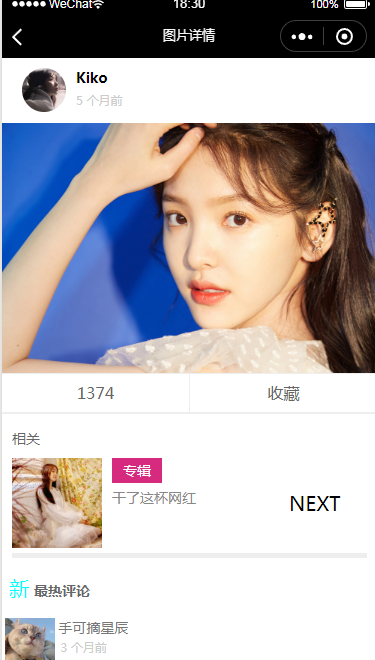 WeChat 18:30 100%
图片详情
Kiko
5 个月前
1374 收藏
相关
专辑
干了这杯网红
NEXT
新 最热评论
手可摘星辰
3 个月前